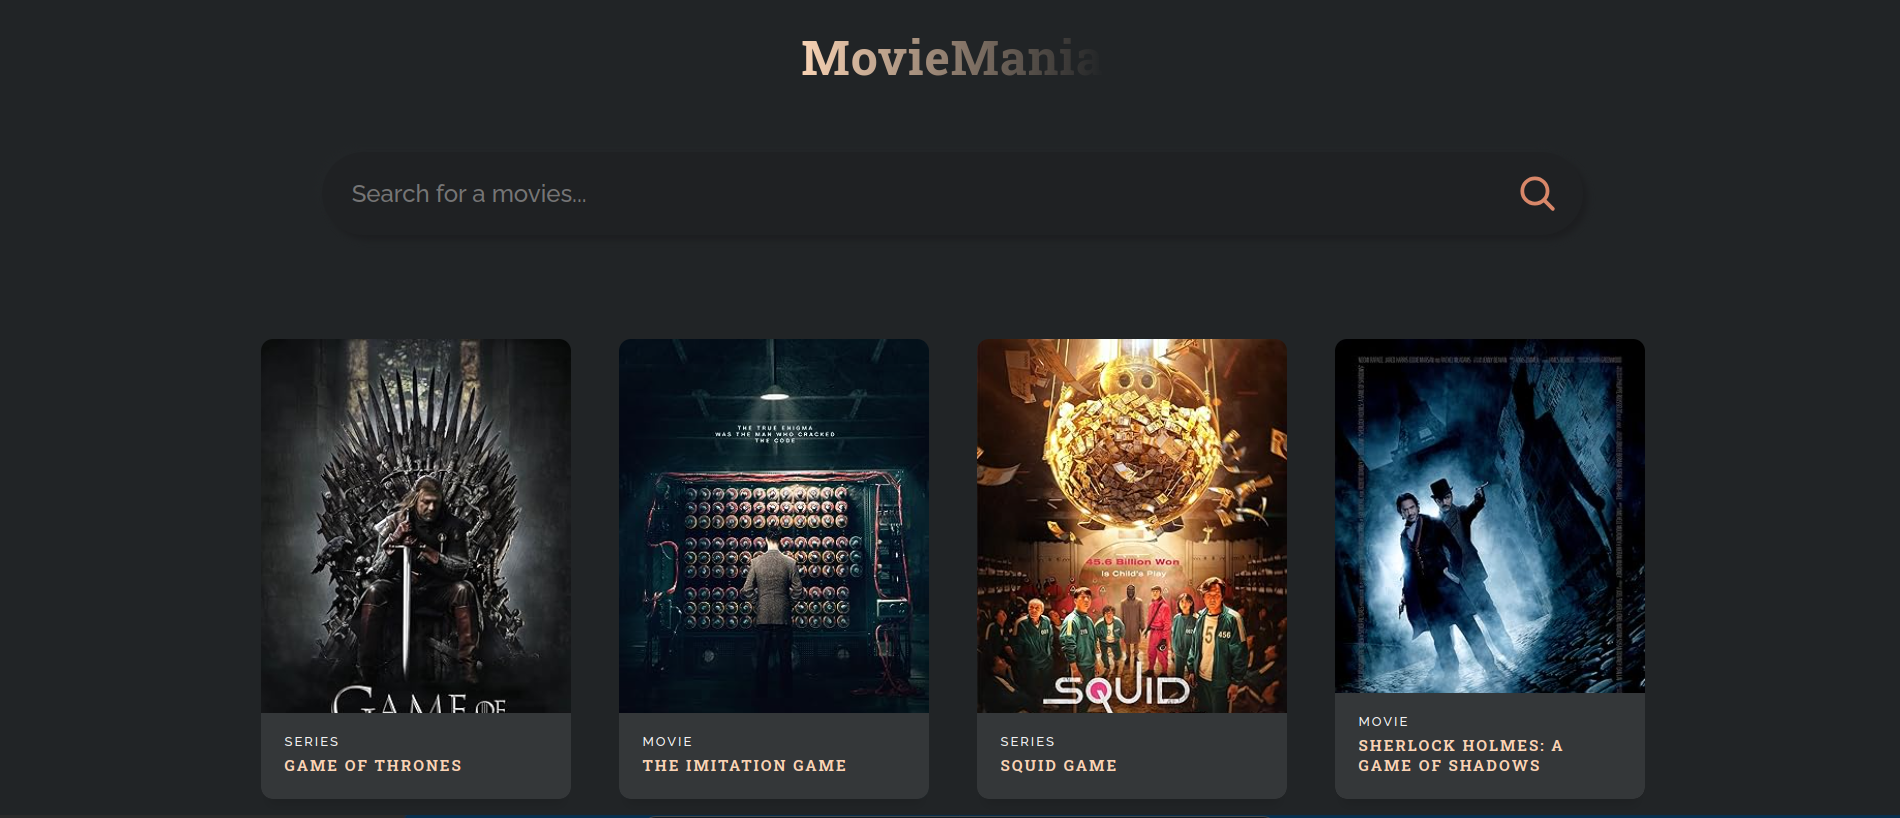 MovieMania
Search for a movies...
THE TRUE ENIGMA
WAS THE MAN WHO CRACKED
THE CODE
45.6 Billion Won
Is Child's Play
456
GAME OF
SQUID
SERIES
GAME OF THRONES
MOVIE
THE IMITATION GAME
SERIES
SQUID GAME
MOVIE
SHERLOCK HOLMES: A
GAME OF SHADOWS